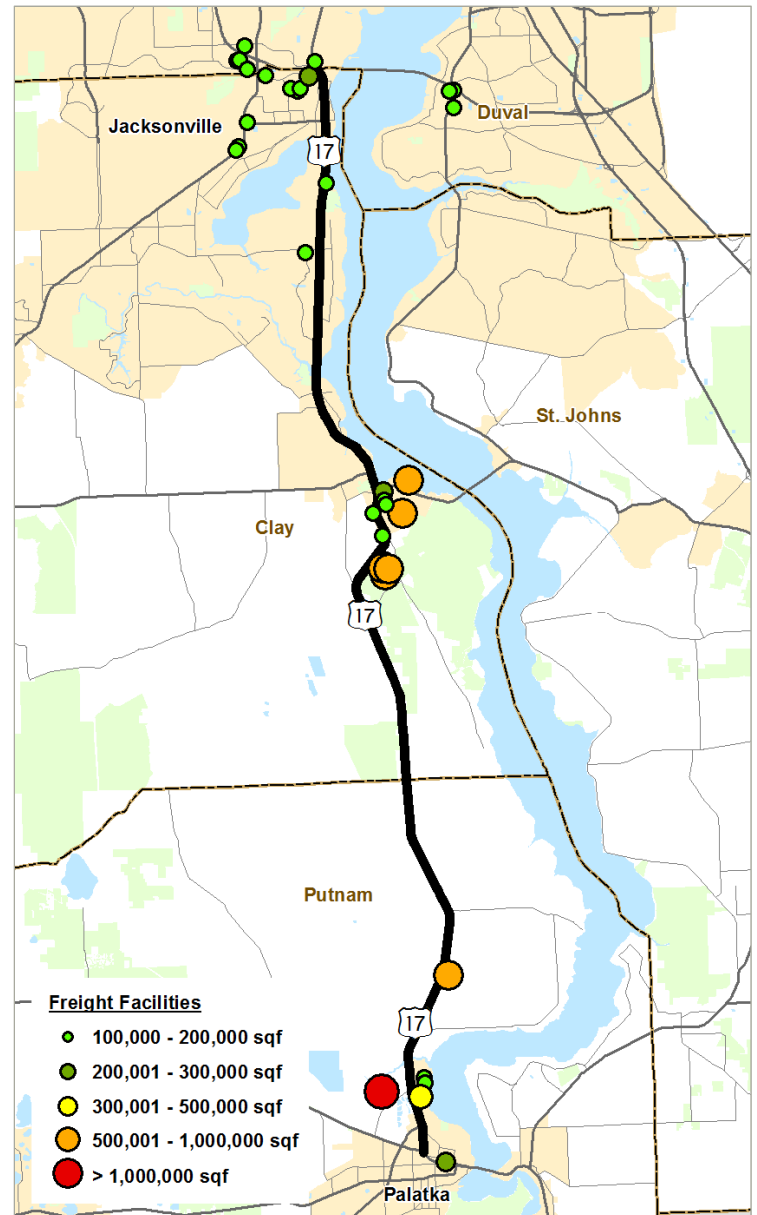 Jacksonville
Duval
17
St. Johns
Clay
17
Putnam
17
Freight Facilities
100,000 - 200,000 sqf
200,001 - 300,000 sqf
300,001 - 500,000 sqf
500,001 - 1,000,000 sqf
> 1,000,000 sqf
Palatka